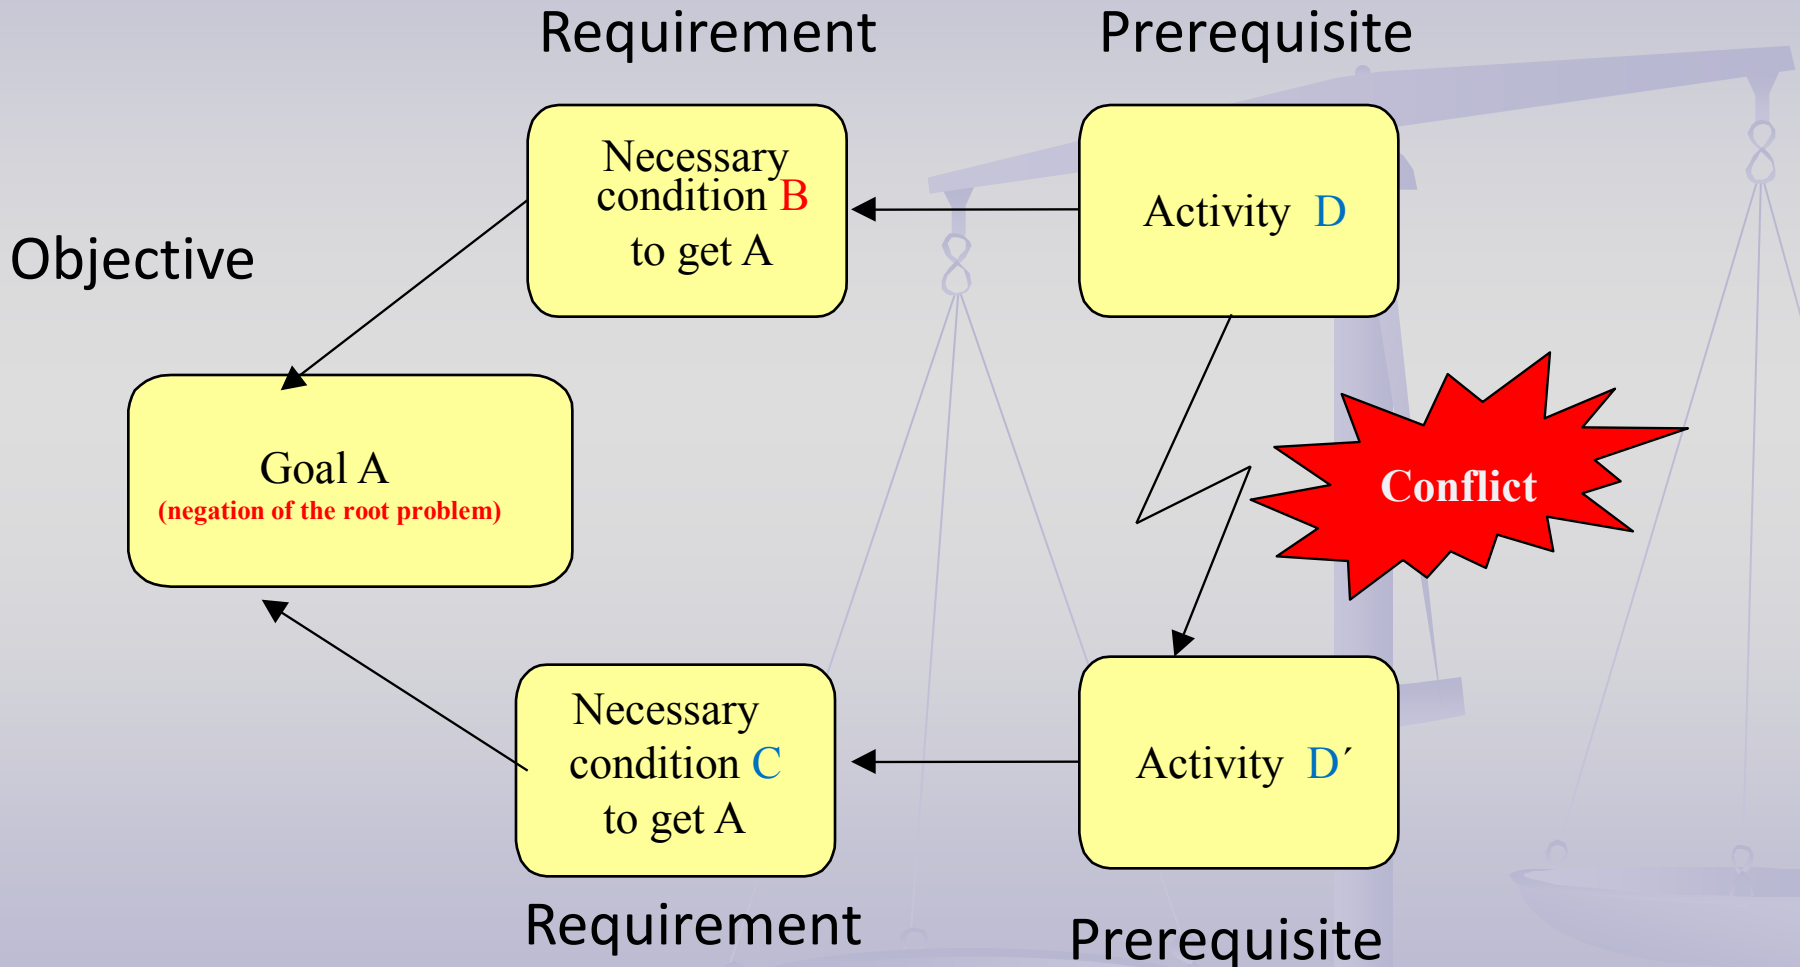 Requirement
Prerequisite
Necessary
condition B
to get A
Activity D
Objective
Goal A
(negation of the root problem)
Conflict
Necessary
condition C
to get A
Activity D´
Requirement
Prerequisite